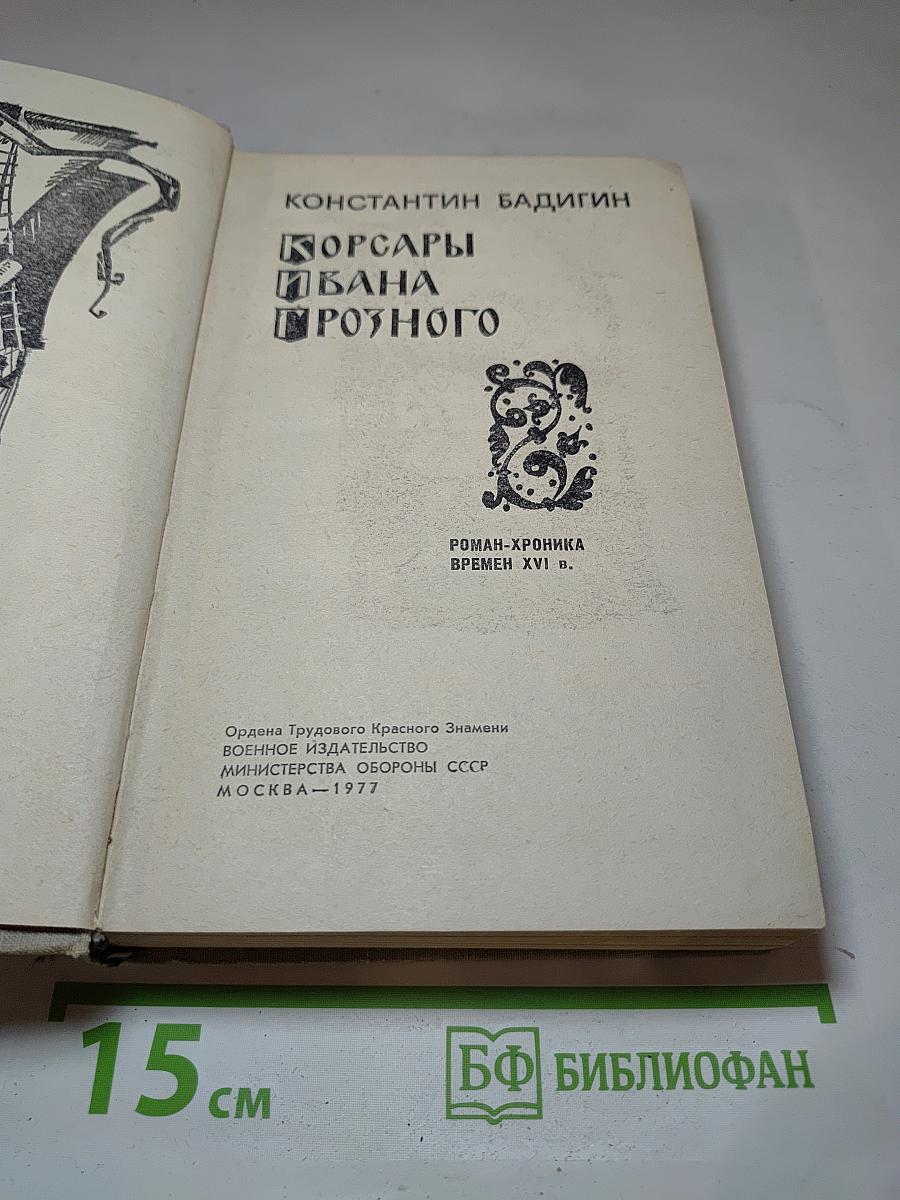 КОНСТАНТИН БАДИГИН
КОРСАРЫ
ИВАНА
ГРОЗНОГО
РОМАН-ХРОНИКА
ВРЕМЕН XVI в.
Ордена Трудового Красного Знамени
ВОЕННОЕ ИЗДАТЕЛЬСТВО
МИНИСТЕРСТВА ОБОРОНЫ СССР
МОСКВА—1977
15 см
БФ БИБЛИОФАН